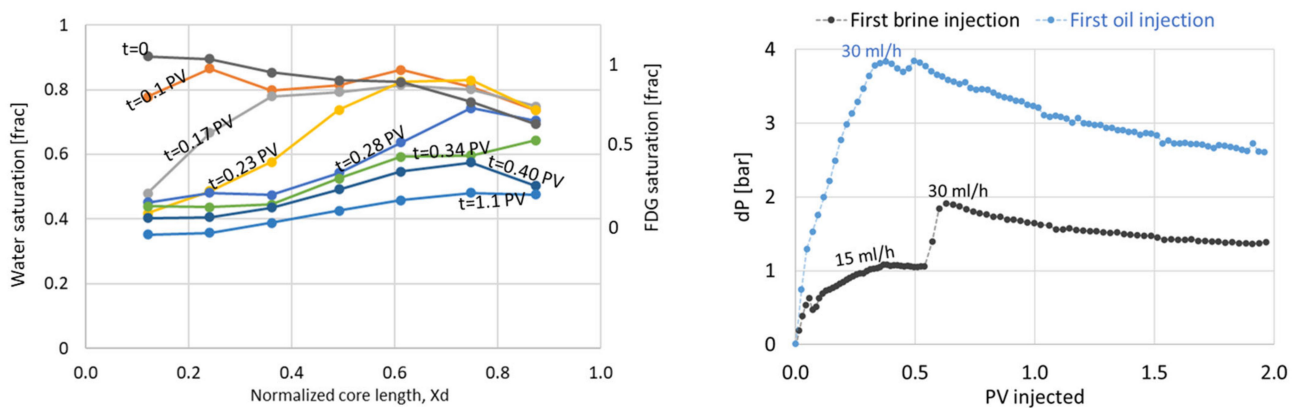 1
0.8
0.6
0.4
0.2
0
Water saturation [frac]
0.0
0.2
0.4
0.6
0.8
1.0
Normalized core length, Xd
1
0.5
0
FDG saturation [frac]
t=0
t=0.1 PV
t=0.17 PV
t=0.23 PV
t=0.28 PV
t=0.34 PV
t=0.40 PV
t=1.1 PV
First brine injection
First oil injection
4
3
2
1
0
dP [bar]
30 ml/h
30 ml/h
15 ml/h
0.0
0.5
1.0
1.5
2.0
PV injected